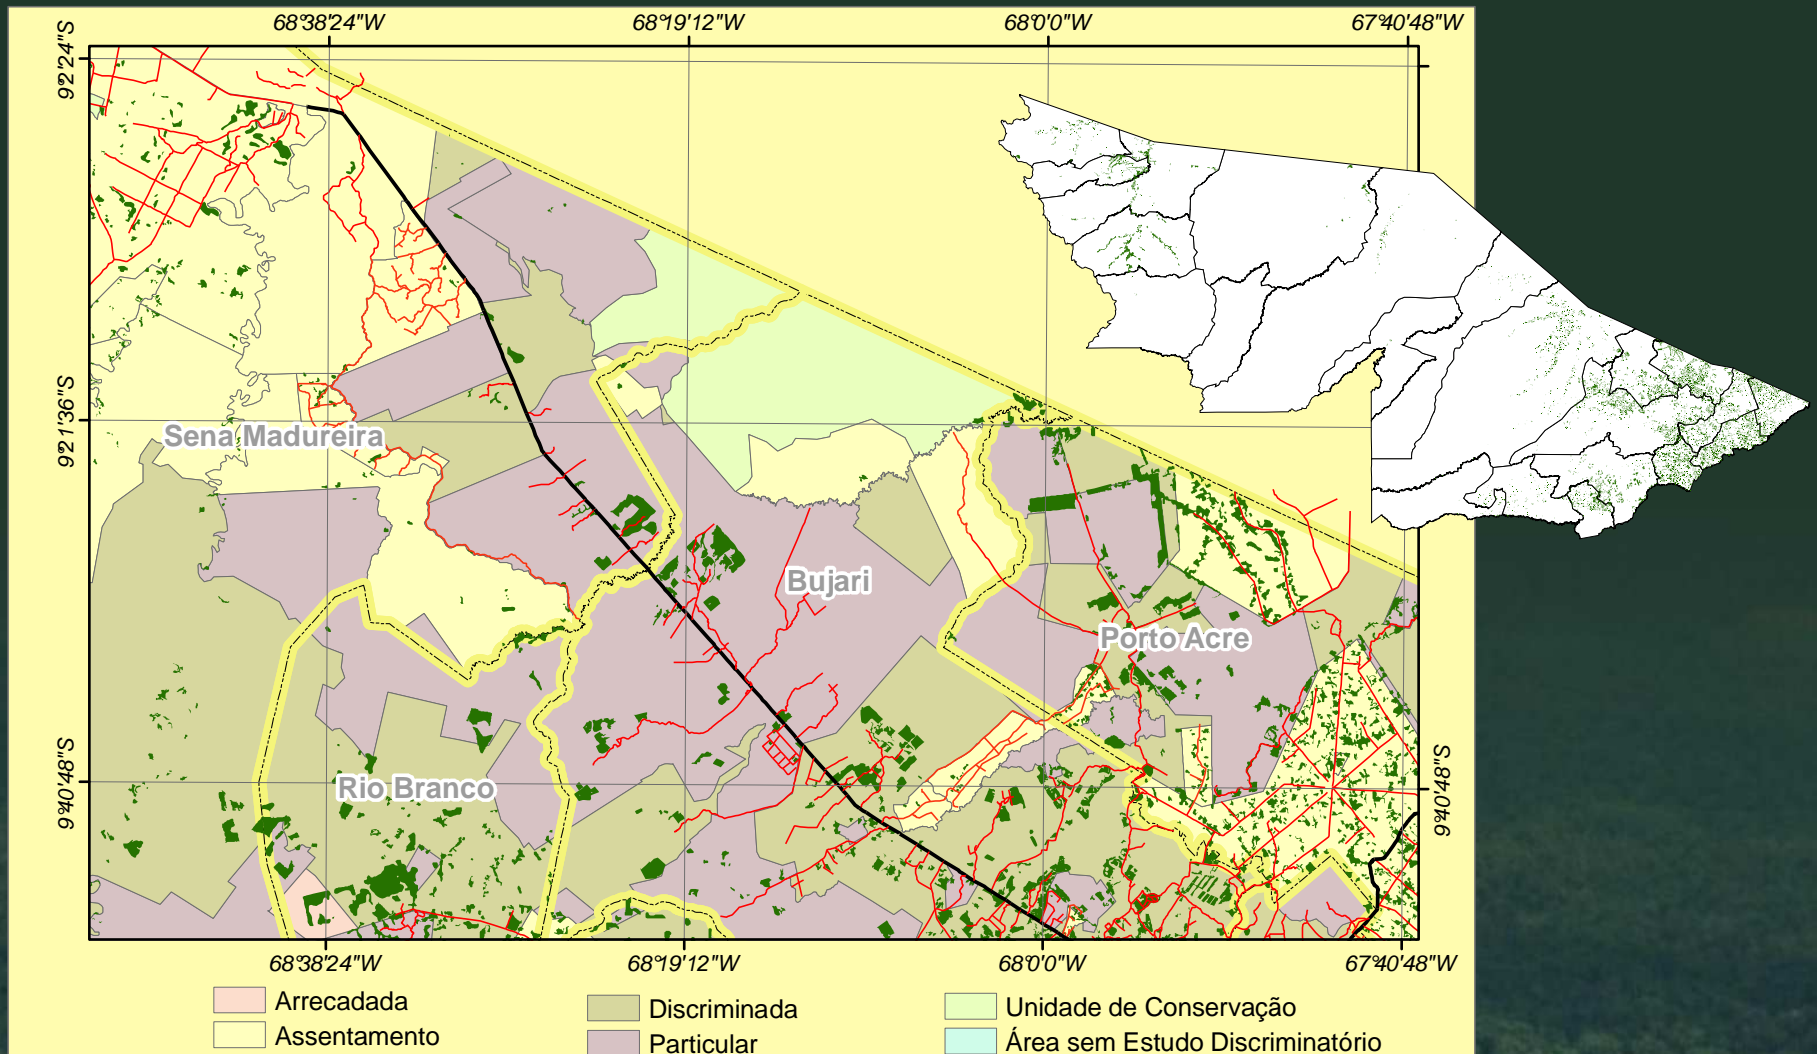 68°38'24"W
68°19'12"W
68°0'0"W
67°40'48"W
9°2'24"S
9°21'36"S
9°40'48"S
9°40'48"S
Sena Madureira
Bujari
Porto Acre
Rio Branco
68°38'24"W
68°19'12"W
68°0'0"W
67°40'48"W
Arrecadada
Assentamento
Discriminada
Particular
Unidade de Conservação
Área sem Estudo Discriminatório